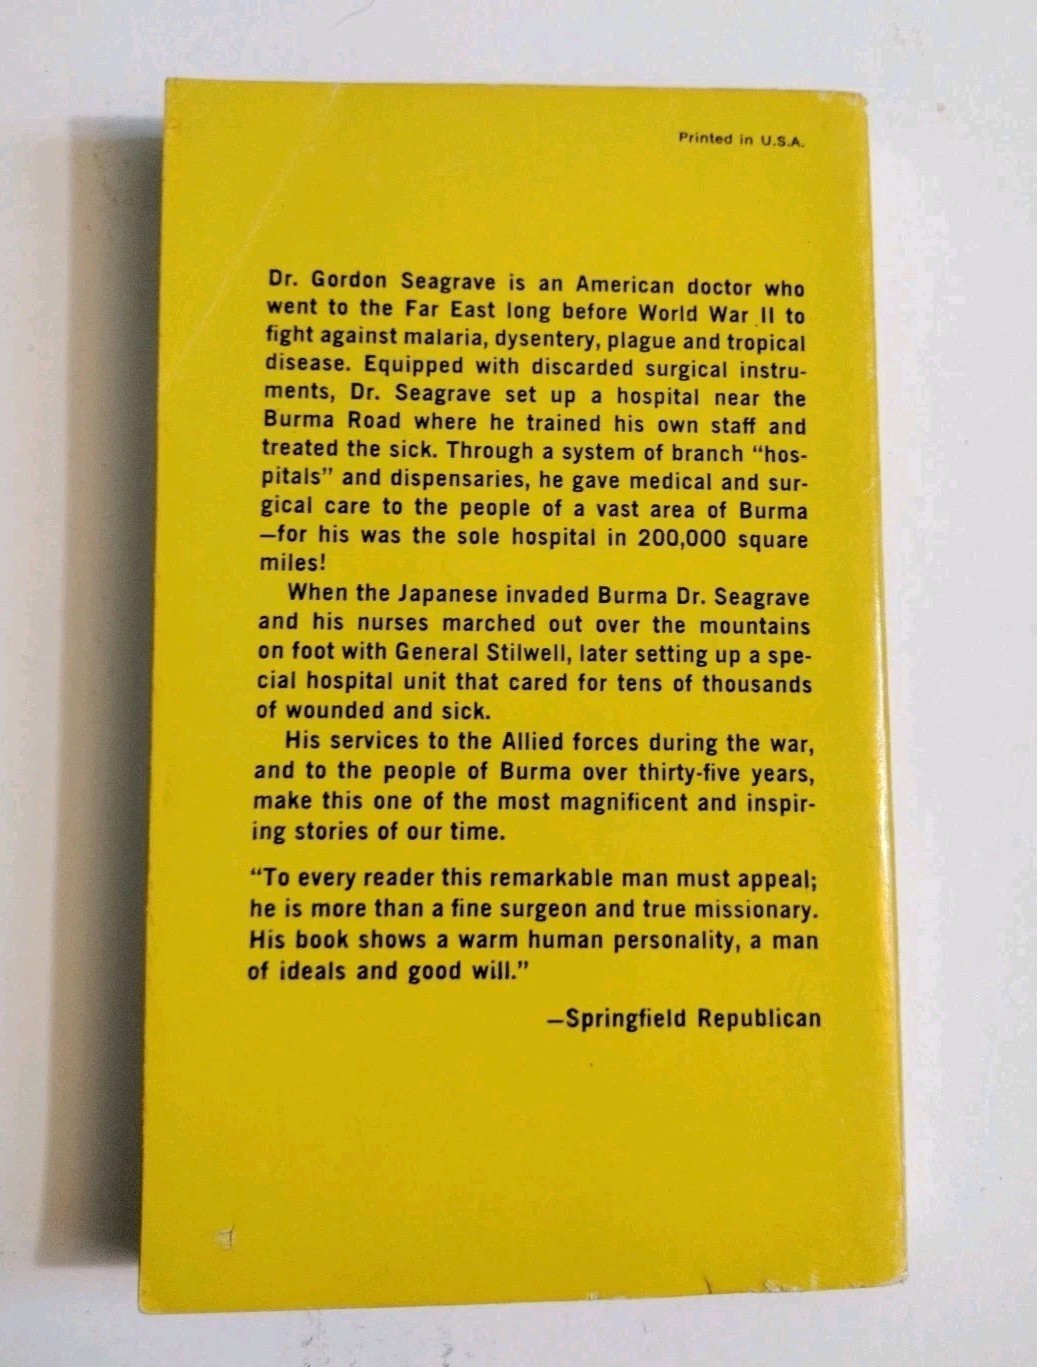 Printed in U.S.A.
Dr. Gordon Seagrave is an American doctor who
went to the Far East long before World War II to
fight against malaria, dysentery, plague and tropical
disease. Equipped with discarded surgical instru-
ments, Dr. Seagrave set up a hospital near the
Burma Road where he trained his own staff and
treated the sick. Through a system of branch “hos-
pitals” and dispensaries, he gave medical and sur-
gical care to the people of a vast area of Burma
—for his was the sole hospital in 200,000 square
miles!
When the Japanese invaded Burma Dr. Seagrave
and his nurses marched out over the mountains
on foot with General Stilwell, later setting up a spe-
cial hospital unit that cared for tens of thousands
of wounded and sick.
His services to the Allied forces during the war,
and to the people of Burma over thirty-five years,
make this one of the most magnificent and inspir-
ing stories of our time.
“To every reader this remarkable man must appeal;
he is more than a fine surgeon and true missionary.
His book shows a warm human personality, a man
of ideals and good will.”
—Springfield Republican